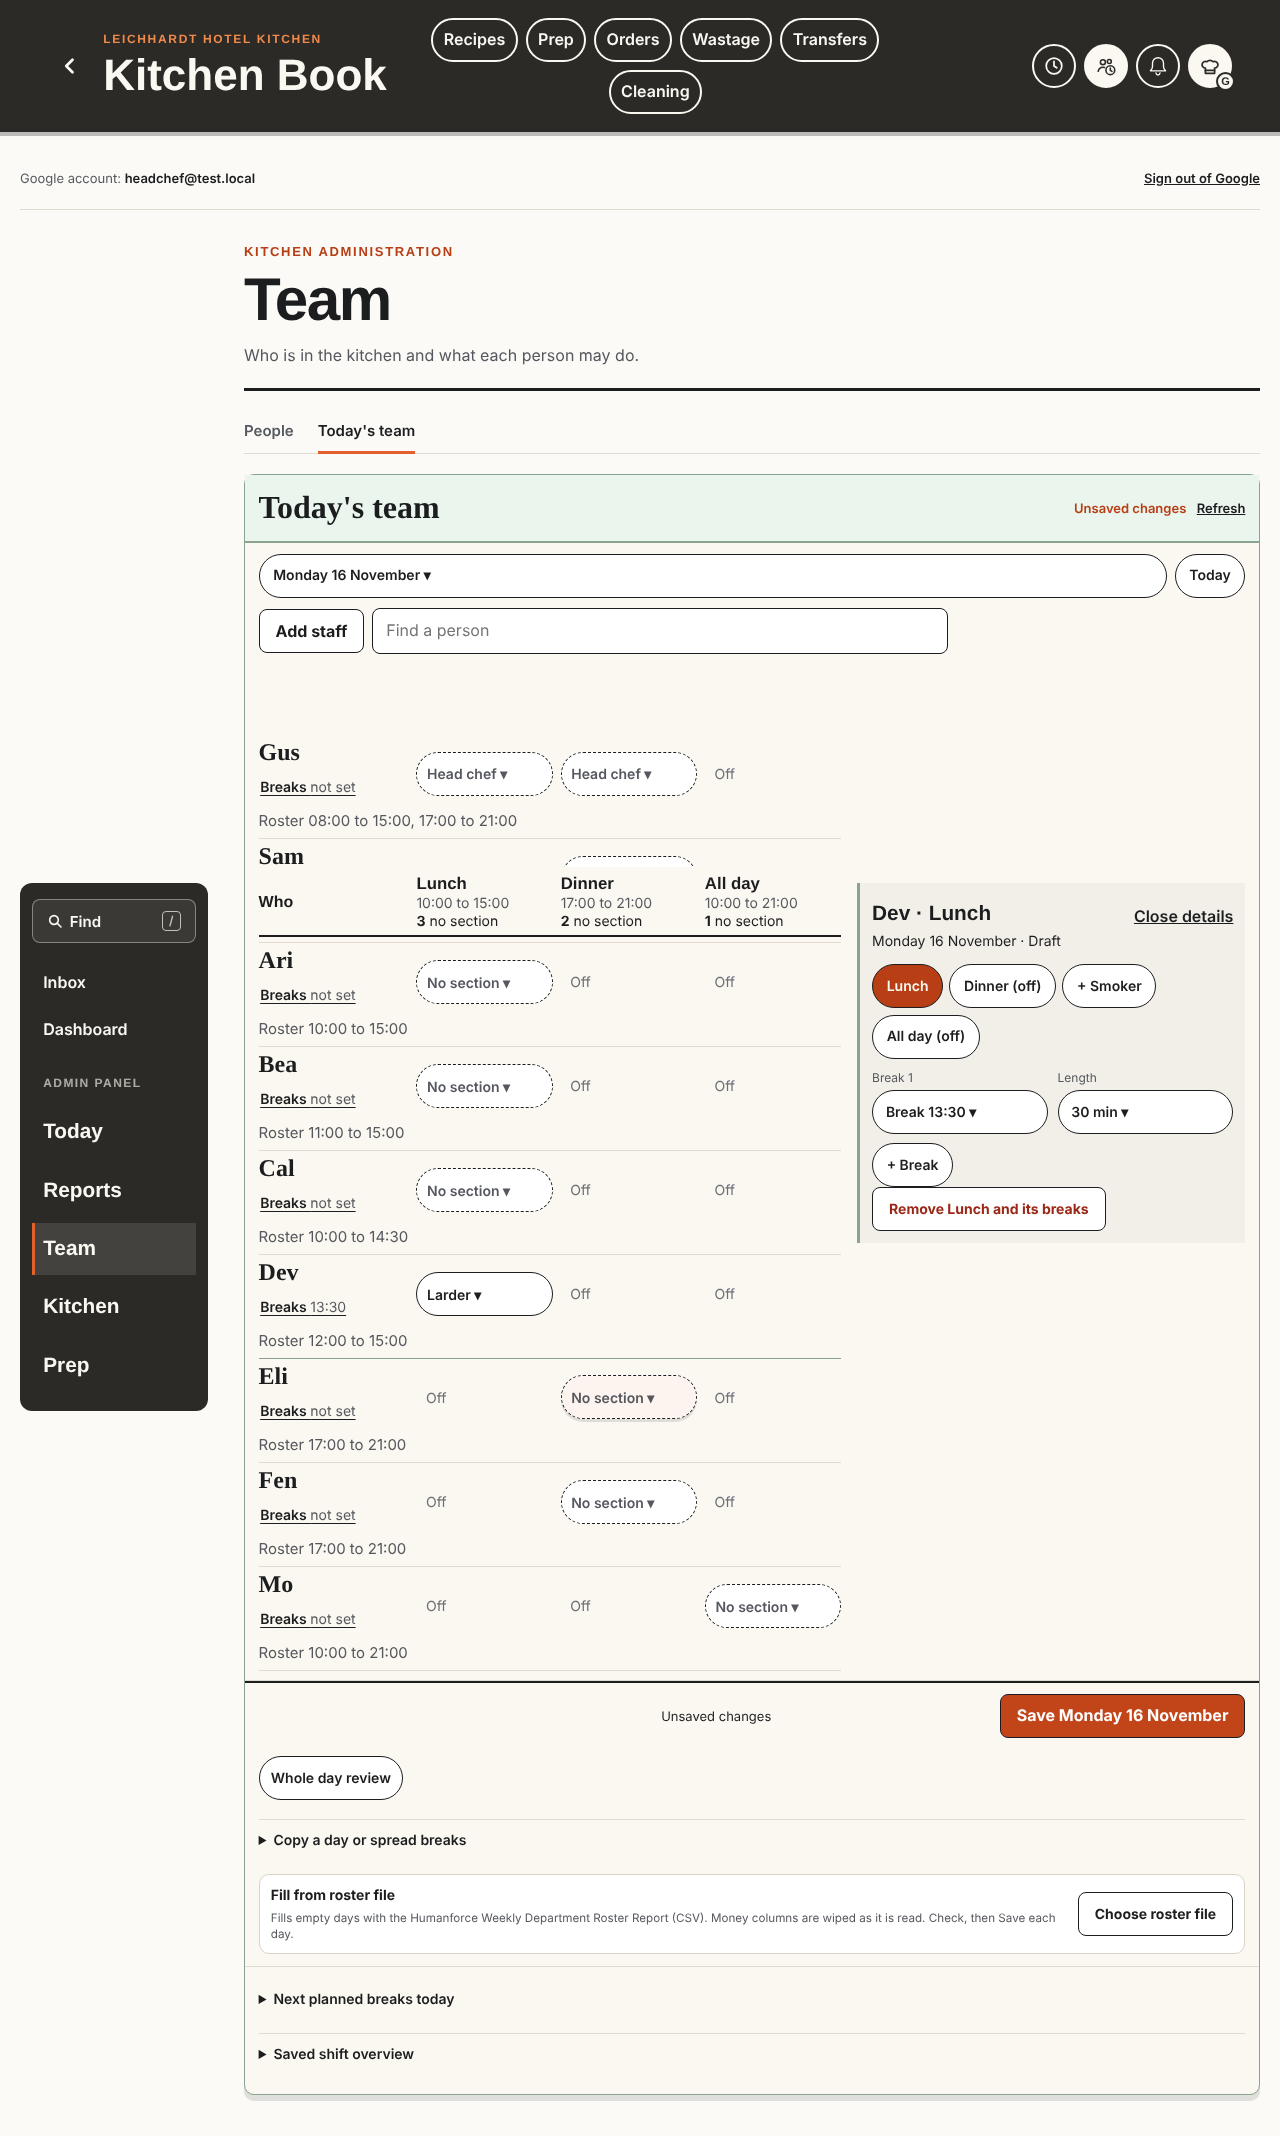 LEICHHARDT HOTEL KITCHEN
Kitchen Book
Recipes
Prep
Orders
Wastage
Transfers
Cleaning
G
Google account: headchef@test.local
Sign out of Google
KITCHEN ADMINISTRATION
Team
Who is in the kitchen and what each person may do.
People
Today's team
Today's team
Unsaved changes
Refresh
Monday 16 November ▾
Today
Add staff
Find a person
Gus
Breaks not set
Head chef ▾
Head chef ▾
Off
Roster 08:00 to 15:00, 17:00 to 21:00
Sam
Who
Lunch
10:00 to 15:00
3 no section
Dinner
17:00 to 21:00
2 no section
All day
10:00 to 21:00
1 no section
Ari
Breaks not set
No section ▾
Off
Off
Roster 10:00 to 15:00
Bea
Breaks not set
No section ▾
Off
Off
Roster 11:00 to 15:00
Cal
Breaks not set
No section ▾
Off
Off
Roster 10:00 to 14:30
Dev
Breaks 13:30
Larder ▾
Off
Off
Roster 12:00 to 15:00
Eli
Breaks not set
Off
No section ▾
Off
Roster 17:00 to 21:00
Fen
Breaks not set
Off
No section ▾
Off
Roster 17:00 to 21:00
Mo
Breaks not set
Off
Off
No section ▾
Roster 10:00 to 21:00
Find
/
Inbox
Dashboard
ADMIN PANEL
Today
Reports
Team
Kitchen
Prep
Dev · Lunch
Close details
Monday 16 November · Draft
Lunch
Dinner (off)
+ Smoker
All day (off)
Break 1
Length
Break 13:30 ▾
30 min ▾
+ Break
Remove Lunch and its breaks
Unsaved changes
Save Monday 16 November
Whole day review
▶ Copy a day or spread breaks
Fill from roster file
Fills empty days with the Humanforce Weekly Department Roster Report (CSV). Money columns are wiped as it is read. Check, then Save each
day.
Choose roster file
▶ Next planned breaks today
▶ Saved shift overview